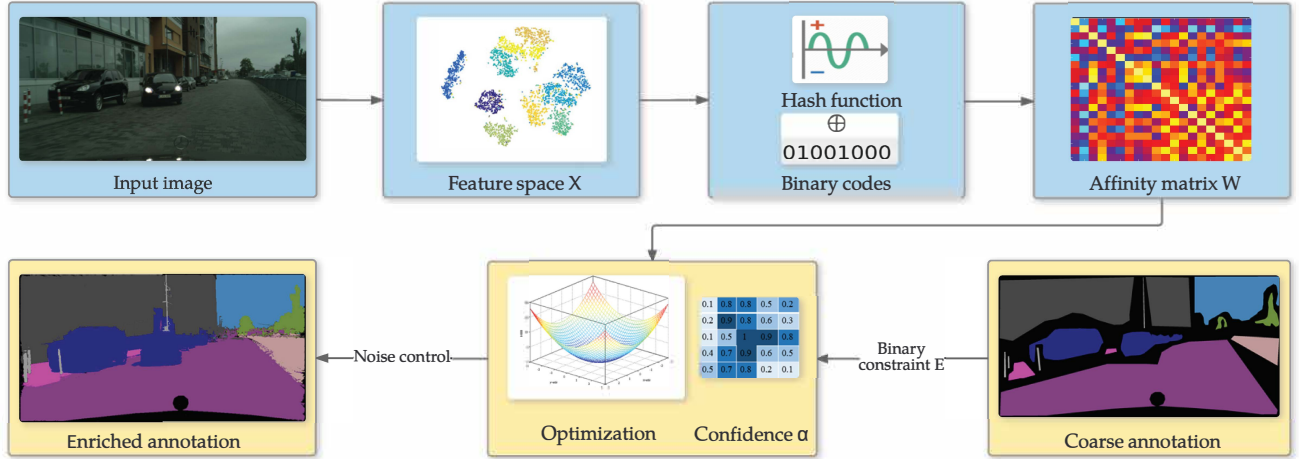 Input image
Feature space X
+
−
Hash function
⊕
01001000
Binary codes
Affinity matrix W
Enriched annotation
Noise control
0.1 0.8 0.8 0.5 0.2
0.2 0.9 0.8 0.6 0.3
0.1 0.5 1 0.9 0.8
0.4 0.7 0.9 0.6 0.5
0.5 0.7 0.8 0.2 0.1
Optimization
Confidence α
Binary
constraint E
Coarse annotation